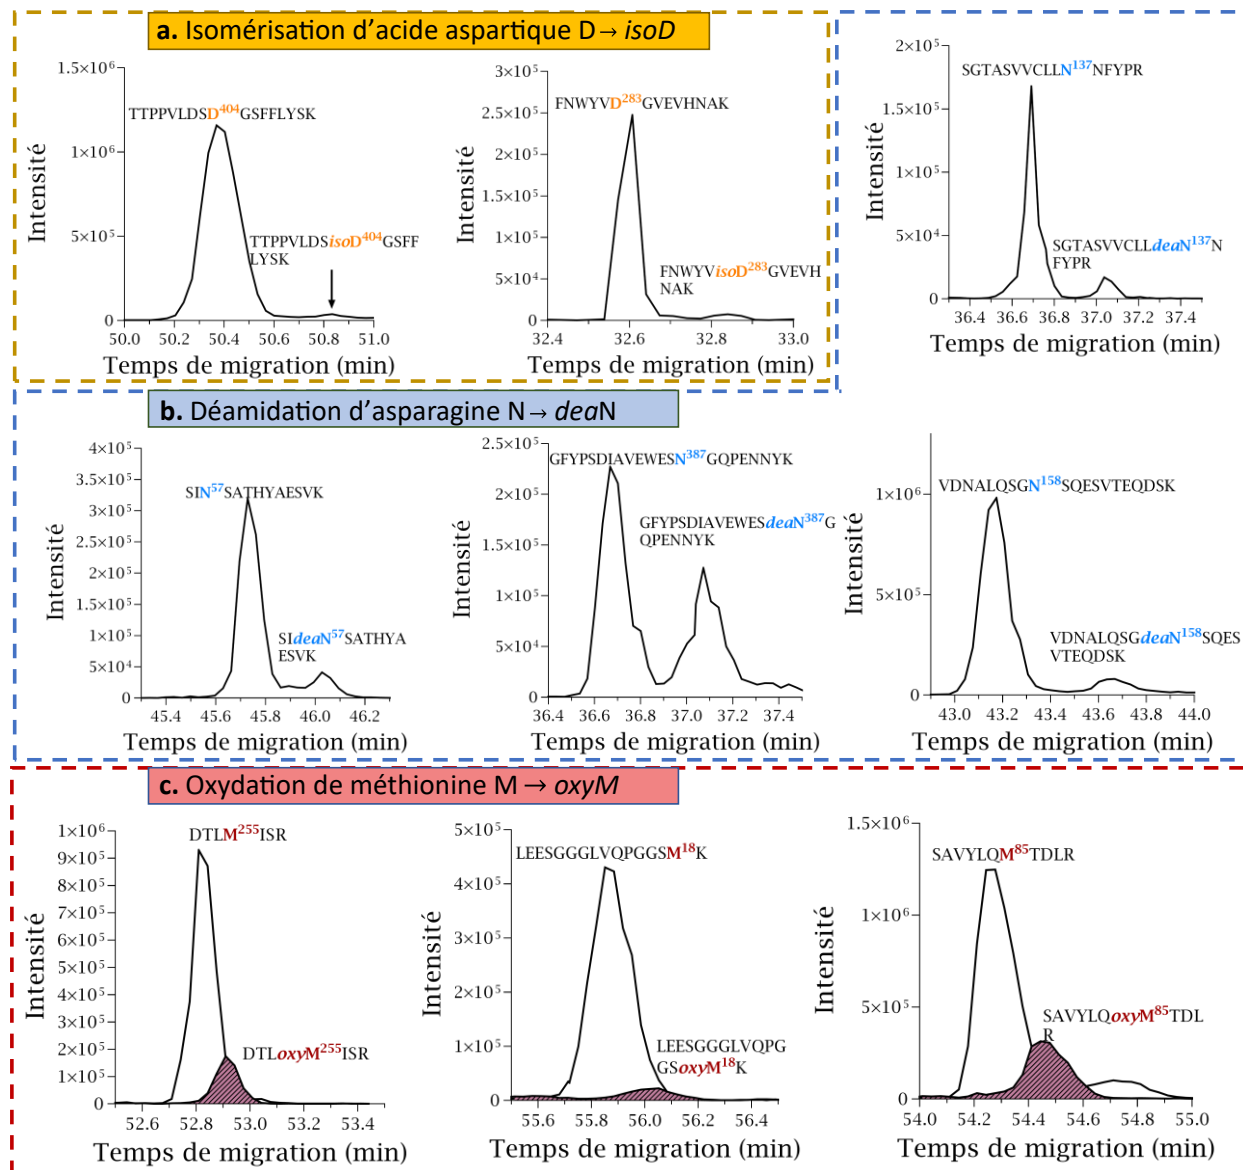 a. Isomérisation d'acide aspartique D→ isoD
Intensité
1.5×10⁶
1×10⁶
5×10⁵
0
TTPPVLDSD⁴⁰⁴GSFFLYSK
TTPPVLDSisoD⁴⁰⁴GSFF
LYSK
50.0 50.2 50.4 50.6 50.8 51.0
Temps de migration (min)
Intensité
3×10⁵
2.5×10⁵
2×10⁵
1.5×10⁵
1×10⁵
5×10⁴
0
FNWYVD²⁸³GVEVHNAK
FNWYVisoD²⁸³GVEVH
NAK
32.4 32.6 32.8 33.0
Temps de migration (min)
Intensité
2×10⁵
1.5×10⁵
1×10⁵
5×10⁴
0
SGTASVVCLLN¹³⁷NFYPR
SGTASVVCLLdeaN¹³⁷N
FYPR
36.4 36.6 36.8 37.0 37.2 37.4
Temps de migration (min)
b. Déamidation d'asparagine N→ deaN
Intensité
4×10⁵
3.5×10⁵
3×10⁵
2.5×10⁵
2×10⁵
1.5×10⁵
1×10⁵
5×10⁴
0
SIN⁵⁷SATHYAESVK
SIdeaN⁵⁷SATHYA
ESVK
45.4 45.6 45.8 46.0 46.2
Temps de migration (min)
Intensité
2.5×10⁵
2×10⁵
1.5×10⁵
1×10⁵
5×10⁴
0
GFYPSDIAVEWESN³⁸⁷GQPENNYK
GFYPSDIAVEWESdeaN³⁸⁷G
QPENNYK
36.4 36.6 36.8 37.0 37.2 37.4
Temps de migration (min)
Intensité
1×10⁶
5×10⁵
0
VDNALQSGN¹⁵⁸SQESVTEQDSK
VDNALQSGdeaN¹⁵⁸SQES
VTEQDSK
43.0 43.2 43.4 43.6 43.8 44.0
Temps de migration (min)
c. Oxydation de méthionine M → oxyM
Intensité
1×10⁶
9×10⁵
8×10⁵
7×10⁵
6×10⁵
5×10⁵
4×10⁵
3×10⁵
2×10⁵
1×10⁵
0
DTLM²⁵⁵ISR
DTLoxyM²⁵⁵ISR
52.6 52.8 53.0 53.2 53.4
Temps de migration (min)
Intensité
5×10⁵
4×10⁵
3×10⁵
2×10⁵
1×10⁵
0
LEESGGGLVQPGGSM¹⁸K
LEESGGGLVQPG
GSoxyM¹⁸K
55.6 55.8 56.0 56.2 56.4
Temps de migration (min)
Intensité
1.5×10⁶
1×10⁶
5×10⁵
0
SAVYLQM⁸⁵TDLR
SAVYLQoxyM⁸⁵TDL
R
54.0 54.2 54.4 54.6 54.8 55.0
Temps de migration (min)